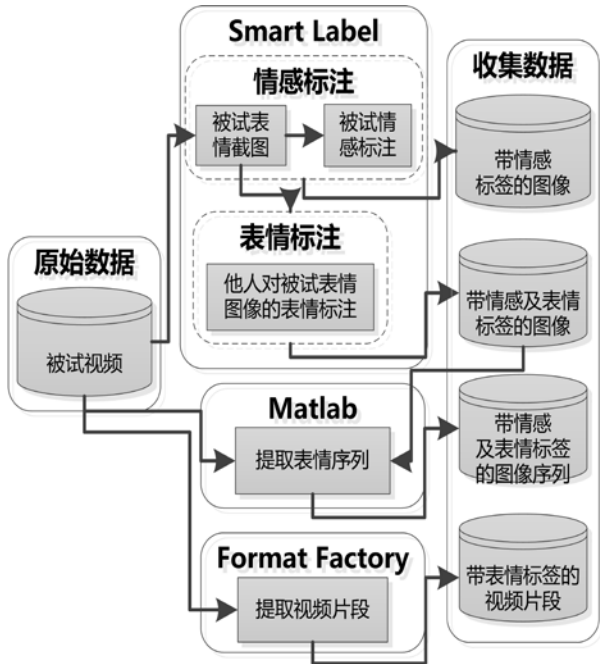 Smart Label
情感标注
被试表
情截图
被试情
感标注
表情标注
他人对被试表情
图像的表情标注
原始数据
被试视频
Matlab
提取表情序列
Format Factory
提取视频片段
收集数据
带情感
标签的图像
带情感及表情
标签的图像
带情感
及表情标签
的图像序列
带表情标签的
视频片段